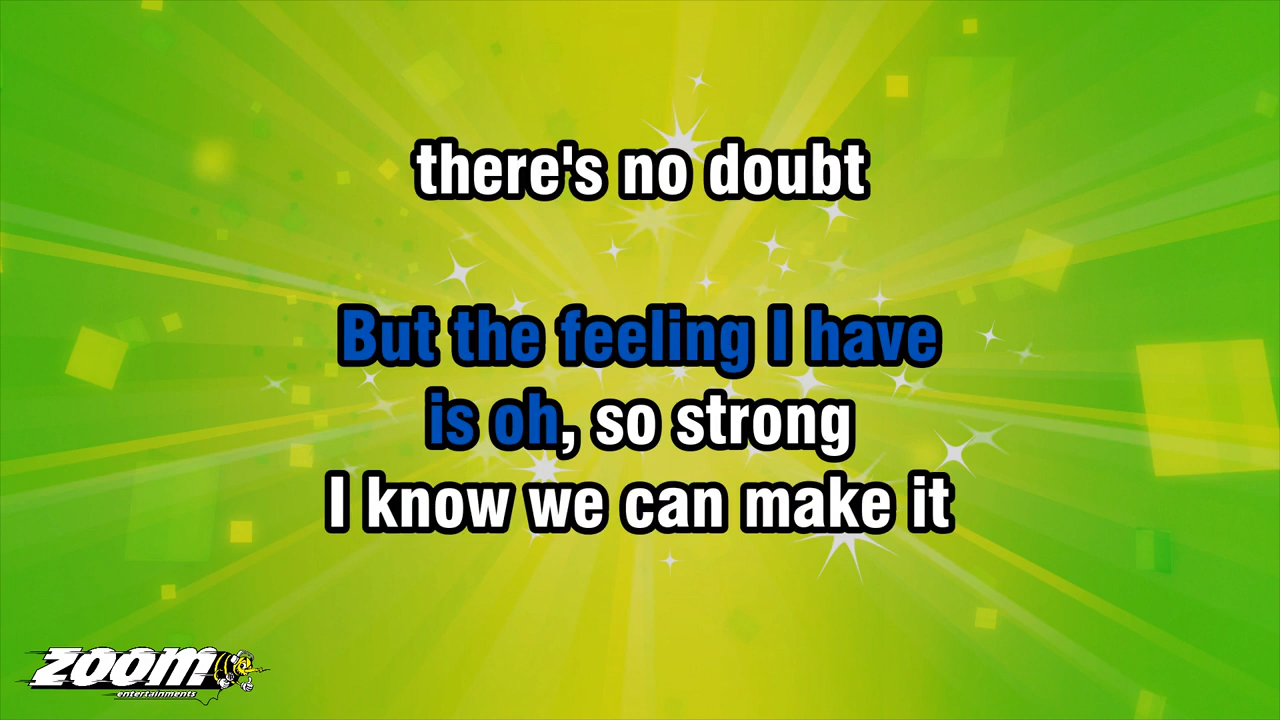 there's no doubt
But the feeling I have
is oh, so strong
I know we can make it
zoom
entertainments